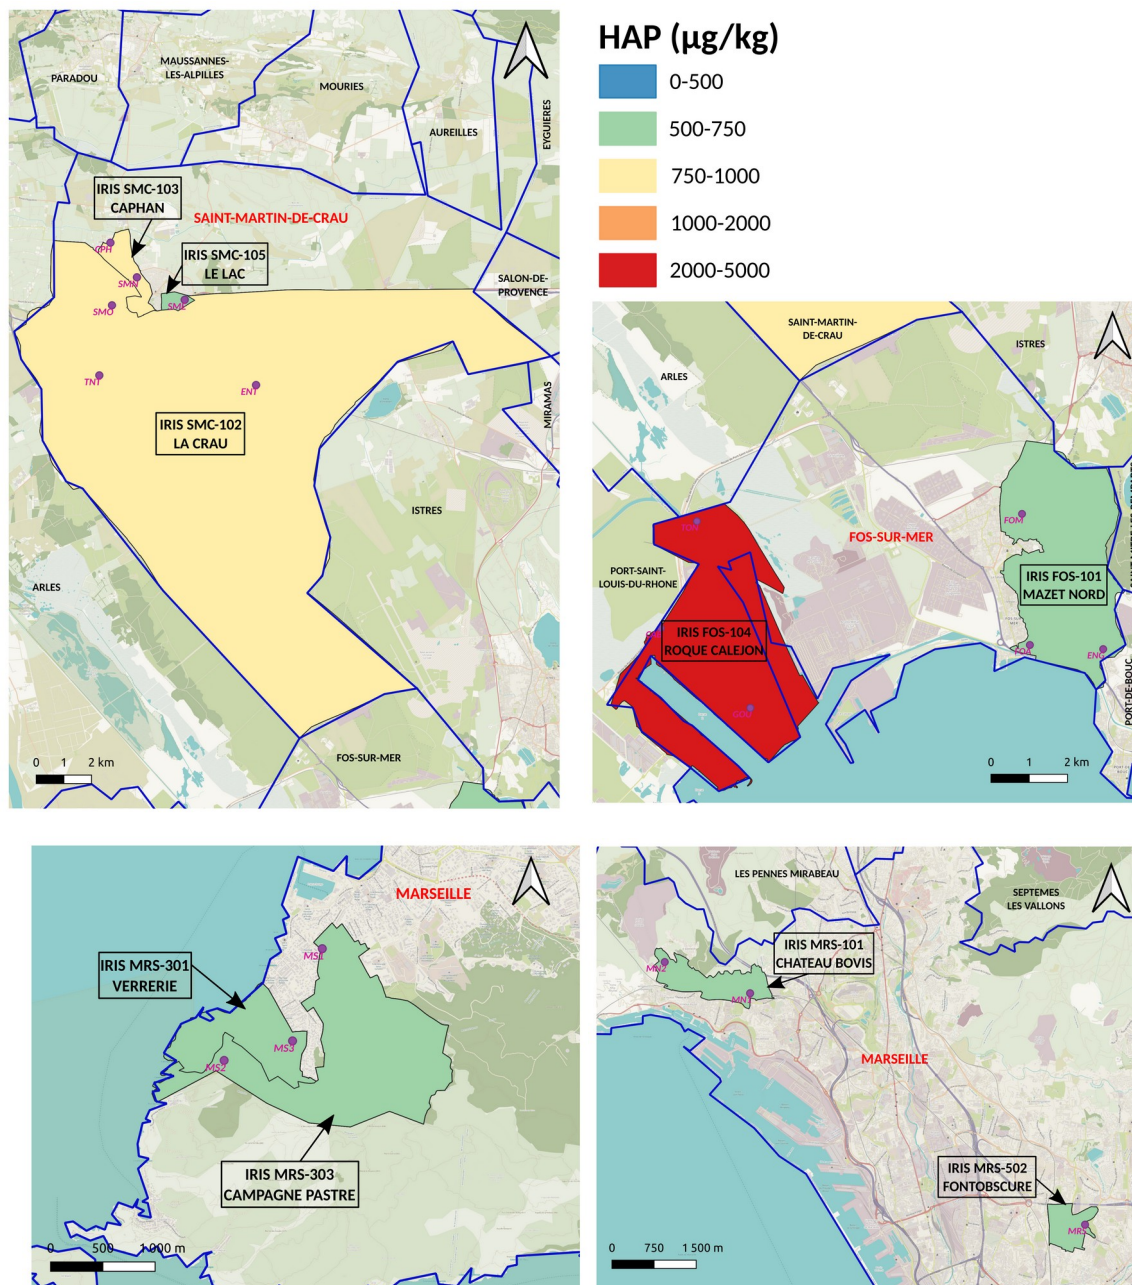 PARADOU
MAUSSANNES-
LES-ALPILLES
MOURIES
AUREILLES
EYGUIERES
IRIS SMC-103
CAPHAN
SAINT-MARTIN-DE-CRAU
IRIS SMC-105
LE LAC
SALON-DE-
PROVENCE
CPH
SMN
SML
SMO
TNT
ENT
IRIS SMC-102
LA CRAU
MIRAMAS
ISTRES
ARLES
FOS-SUR-MER
0 1 2 km
HAP (µg/kg)
0-500
500-750
750-1000
1000-2000
2000-5000
SAINT-MARTIN-
DE-CRAU
ISTRES
ARLES
FOM
FOS-SUR-MER
PORT-SAINT-
LOUIS-DU-RHONE
IRIS FOS-101
MAZET NORD
IRIS FOS-104
ROQUE CALEJON
ENG
PORT-DE-BOUC
0 1 2 km
MARSEILLE
MS1
IRIS MRS-301
VERRERIE
MS3
MS2
IRIS MRS-303
CAMPAGNE PASTRE
0 500 1 000 m
LES PENNES MIRABEAU
SEPTEMES
LES VALLONS
IRIS MRS-101
CHATEAU BOVIS
MN2
MN1
MARSEILLE
IRIS MRS-502
FONTOBSCURE
0 750 1 500 m